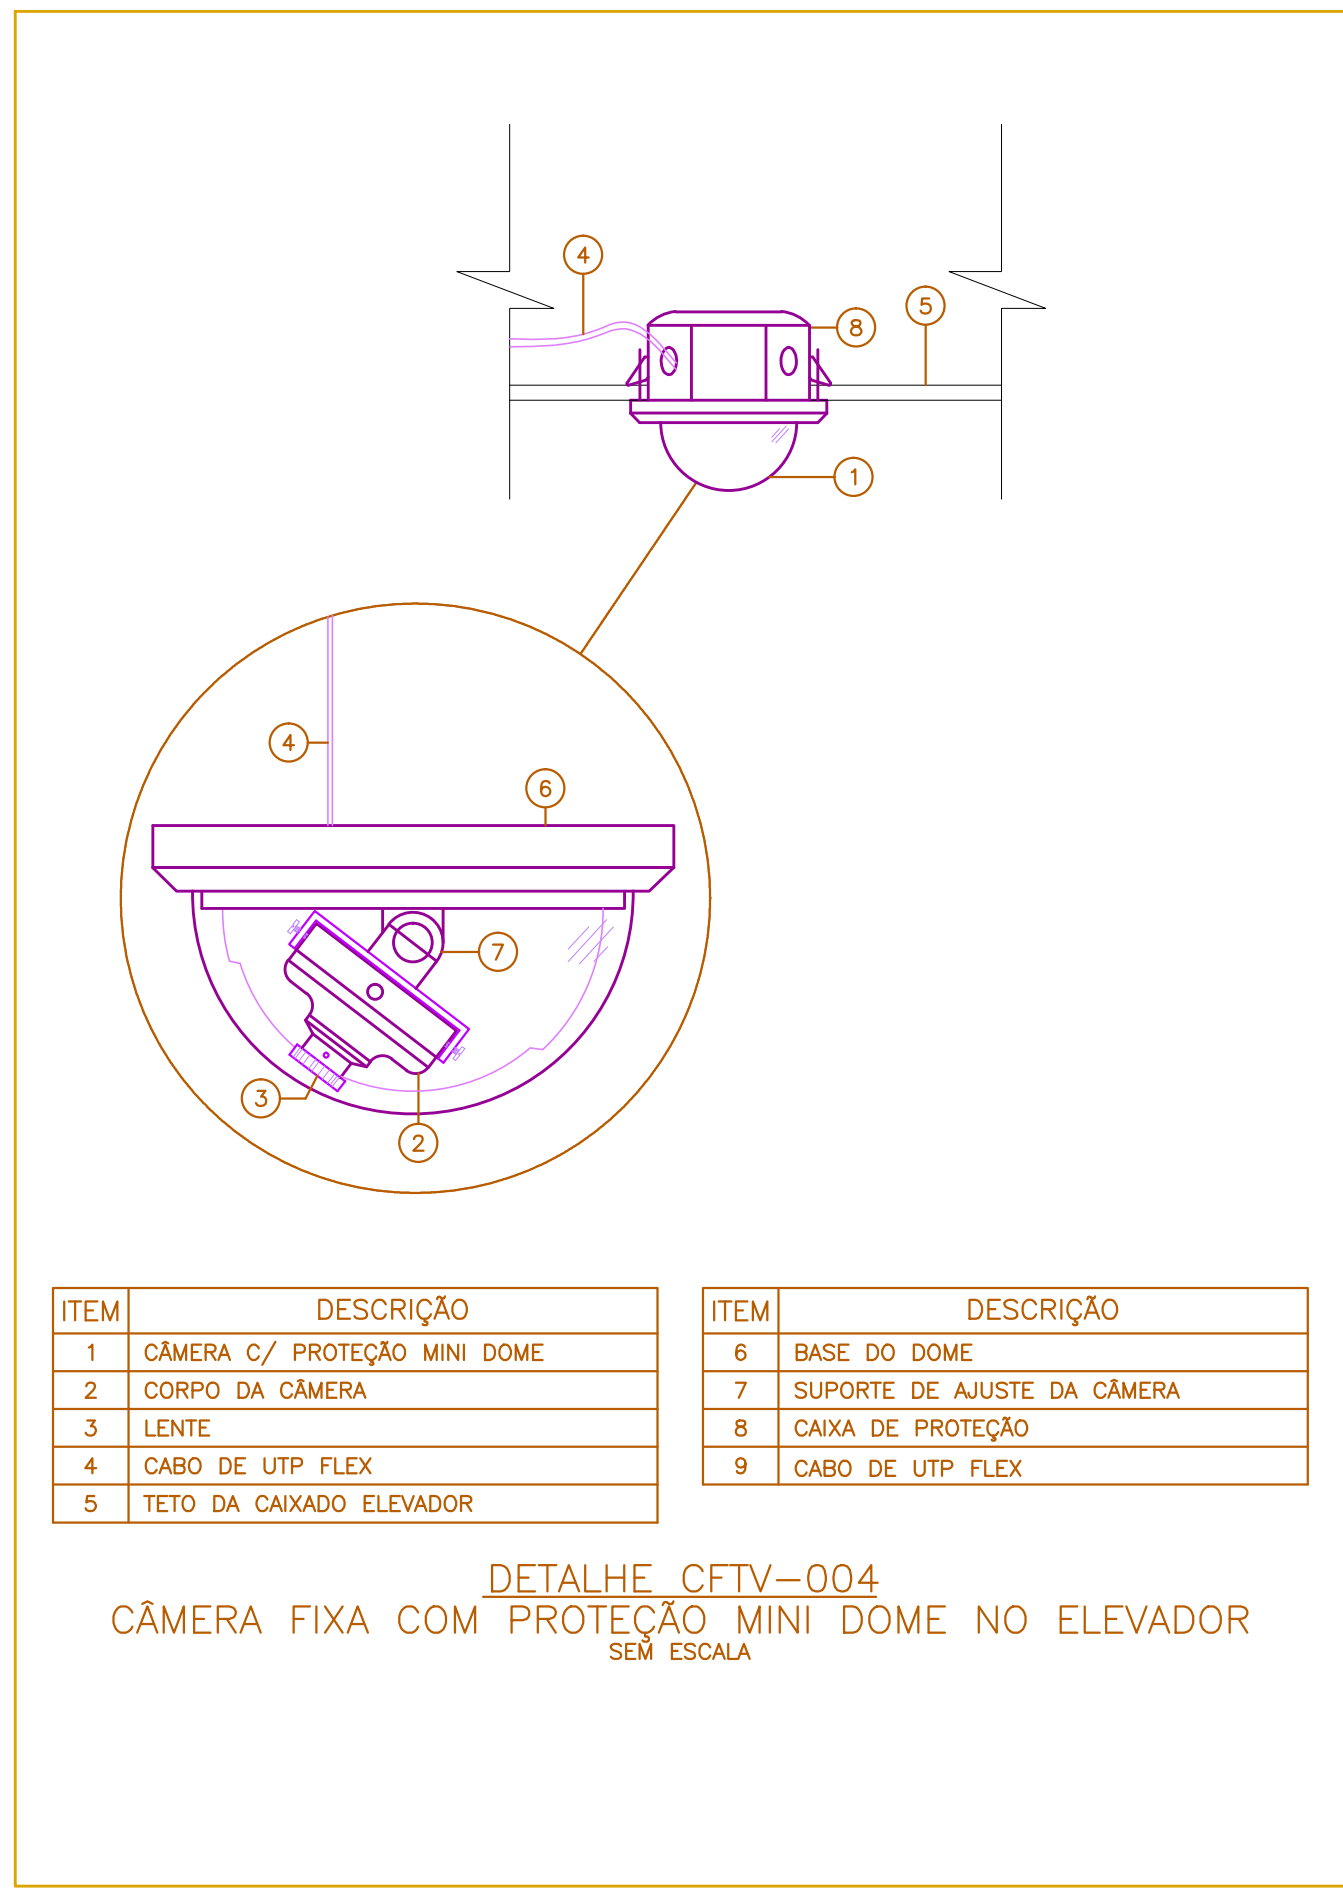 4
5
8
1
4
6
7
3
2
ITEM DESCRIÇÃO
1 CÂMERA C/ PROTEÇÃO MINI DOME
2 CORPO DA CÂMERA
3 LENTE
4 CABO DE UTP FLEX
5 TETO DA CAIXADO ELEVADOR
ITEM DESCRIÇÃO
6 BASE DO DOME
7 SUPORTE DE AJUSTE DA CÂMERA
8 CAIXA DE PROTEÇÃO
9 CABO DE UTP FLEX
DETALHE CFTV-004
CÂMERA FIXA COM PROTEÇÃO MINI DOME NO ELEVADOR
SEM ESCALA